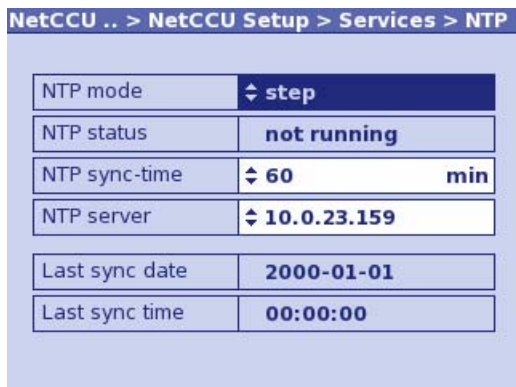 NetCCU .. > NetCCU Setup > Services > NTP
NTP mode step
NTP status not running
NTP sync-time 60 min
NTP server 10.0.23.159
Last sync date 2000-01-01
Last sync time 00:00:00